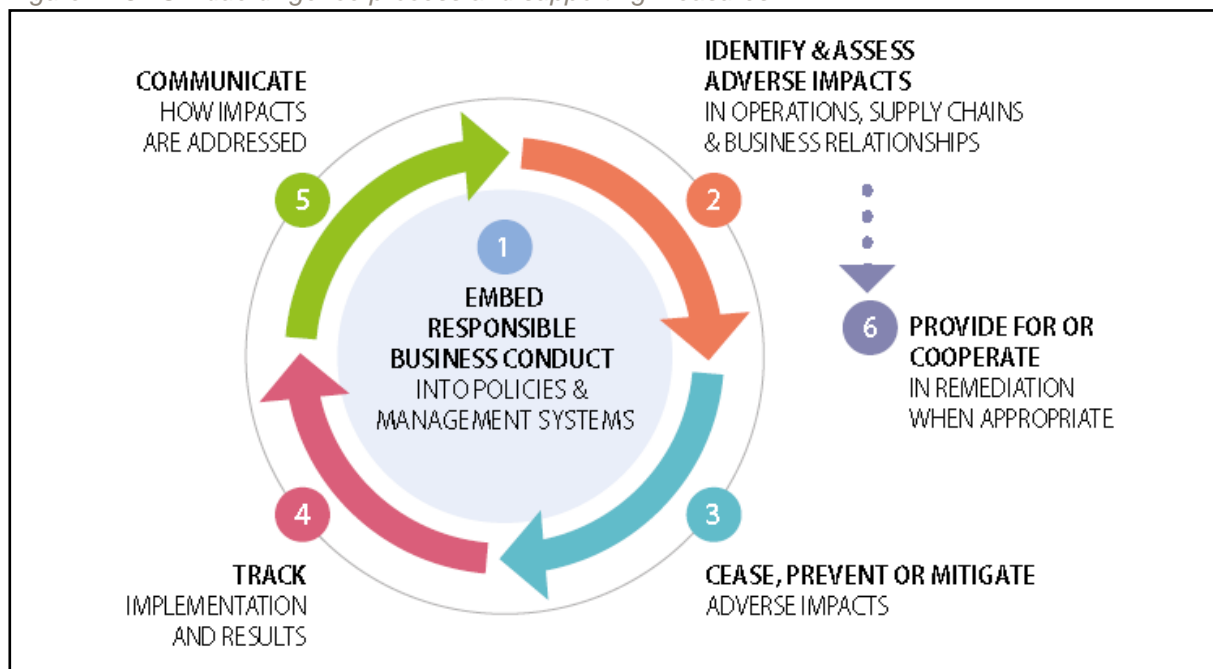 1
EMBED
RESPONSIBLE
BUSINESS CONDUCT
INTO POLICIES &
MANAGEMENT SYSTEMS
2
IDENTIFY & ASSESS
ADVERSE IMPACTS
IN OPERATIONS, SUPPLY CHAINS
& BUSINESS RELATIONSHIPS
3
CEASE, PREVENT OR MITIGATE
ADVERSE IMPACTS
4
TRACK
IMPLEMENTATION
AND RESULTS
5
COMMUNICATE
HOW IMPACTS
ARE ADDRESSED
6
PROVIDE FOR OR
COOPERATE
IN REMEDIATION
WHEN APPROPRIATE